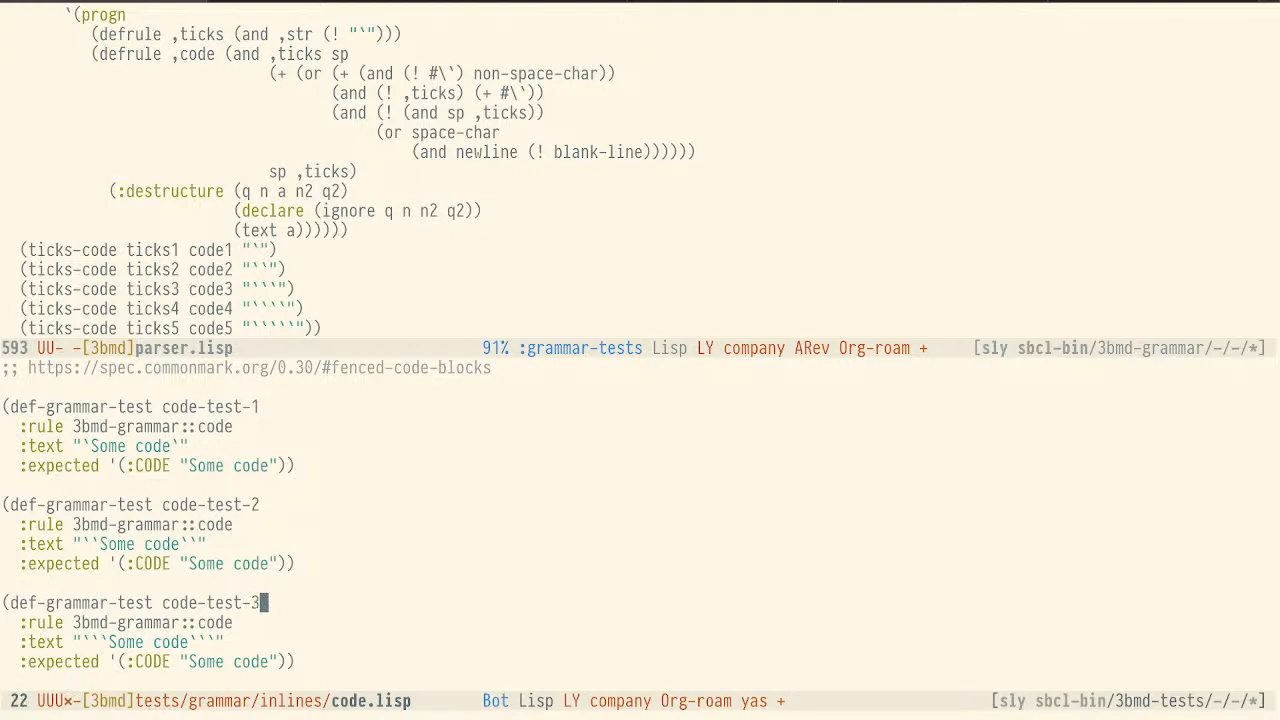 `(progn
(defrule ,ticks (and ,str (! "`")))
(defrule ,code (and ,ticks sp
(+ (or (+ (and (! #\`) non-space-char))
(and (! ,ticks) (+ #\`))
(and (! (and sp ,ticks))
(or space-char
(and newline (! blank-line))))))
sp ,ticks)
(:destructure (q n a n2 q2)
(declare (ignore q n n2 q2))
(text a))))))
(ticks-code ticks1 code1 "`")
(ticks-code ticks2 code2 "``")
(ticks-code ticks3 code3 "```")
(ticks-code ticks4 code4 "````")
(ticks-code ticks5 code5 "`````"))
593 UU- -[3bmd]parser.lisp 91% :grammar-tests Lisp LY company ARev Org-roam + [sly sbcl-bin/3bmd-grammar/-/-/*]
;; https://spec.commonmark.org/0.30/#fenced-code-blocks
(def-grammar-test code-test-1
:rule 3bmd-grammar::code
:text "`Some code`"
:expected '(:CODE "Some code"))
(def-grammar-test code-test-2
:rule 3bmd-grammar::code
:text "``Some code``"
:expected '(:CODE "Some code"))
(def-grammar-test code-test-3
:rule 3bmd-grammar::code
:text "```Some code```"
:expected '(:CODE "Some code"))
22 UUU×-[3bmd]tests/grammar/inlines/code.lisp Bot Lisp LY company Org-roam yas + [sly sbcl-bin/3bmd-tests/-/-/*]